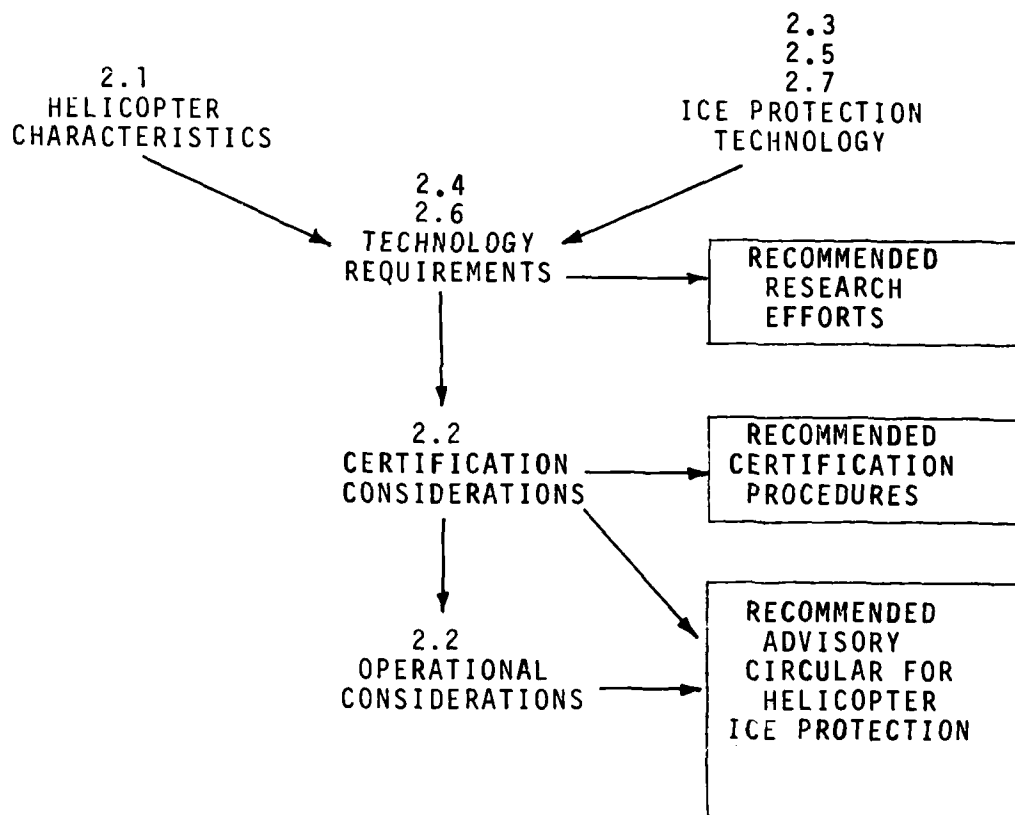 2.1
HELICOPTER
CHARACTERISTICS
2.3
2.5
2.7
ICE PROTECTION
TECHNOLOGY
2.4
2.6
TECHNOLOGY
REQUIREMENTS
RECOMMENDED
RESEARCH
EFFORTS
2.2
CERTIFICATION
CONSIDERATIONS
RECOMMENDED
CERTIFICATION
PROCEDURES
2.2
OPERATIONAL
CONSIDERATIONS
RECOMMENDED
ADVISORY
CIRCULAR FOR
HELICOPTER
ICE PROTECTION